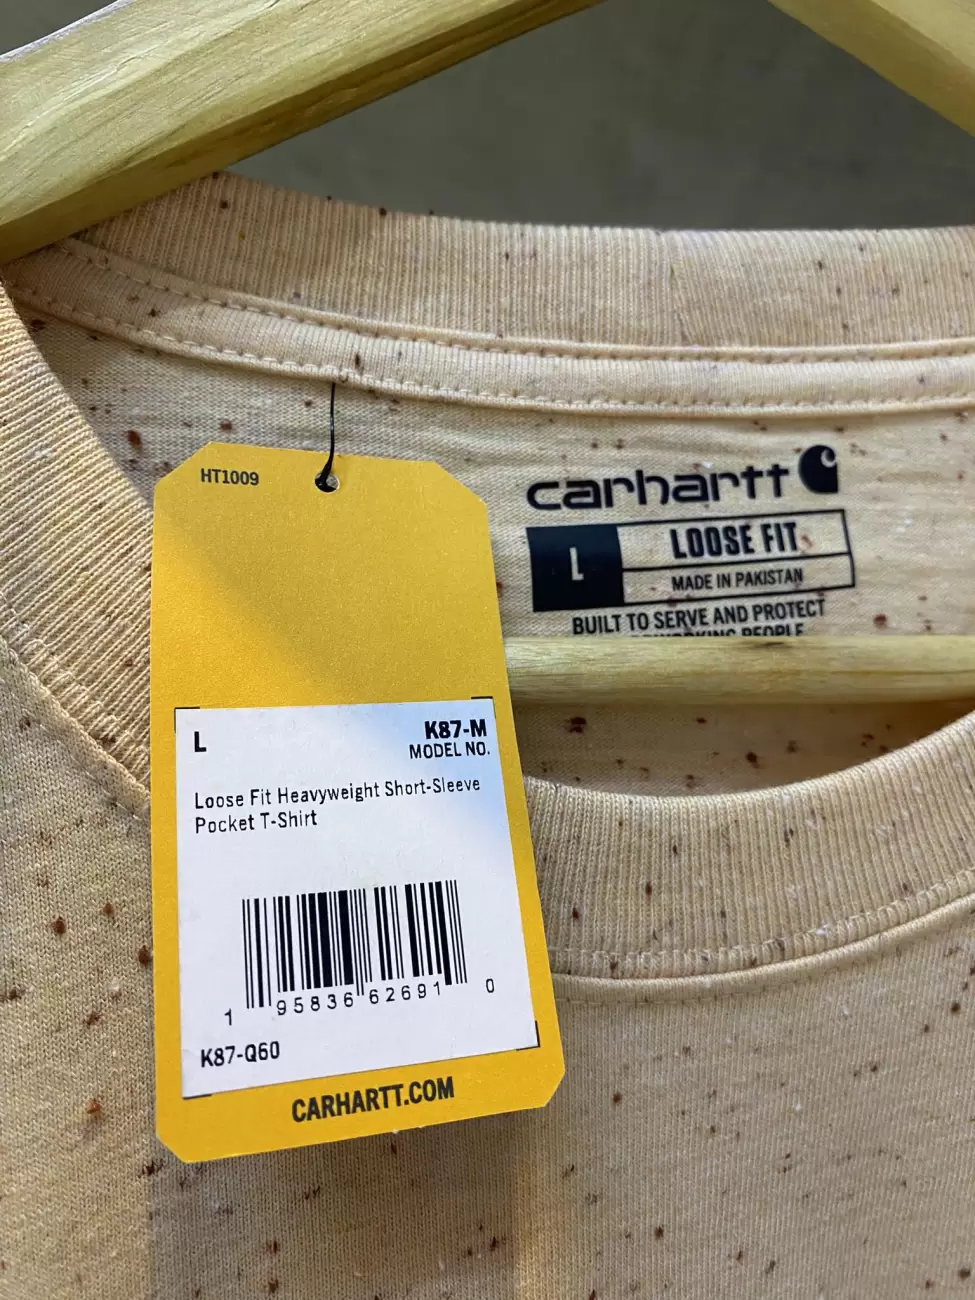 HT1009
carhartt
L
LOOSE FIT
MADE IN PAKISTAN
BUILT TO SERVE AND PROTECT
PEOPLE
L
K87-M
MODEL NO.
Loose Fit Heavyweight Short-Sleeve
Pocket T-Shirt
1 95836 62691 0
K87-Q60
CARHARTT.COM